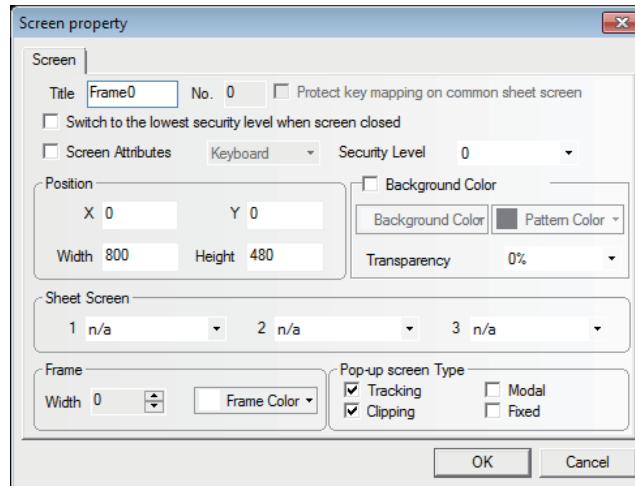 Screen property
Screen
Title Frame0 No. 0 Protect key mapping on common sheet screen
Switch to the lowest security level when screen closed
Screen Attributes Keyboard Security Level 0
Position Background Color
X 0 Y 0 Background Color Pattern Color
Width 800 Height 480 Transparency 0%
Sheet Screen
1 n/a 2 n/a 3 n/a
Frame Pop-up screen Type
Width 0 Frame Color Tracking Modal
Clipping Fixed
OK Cancel